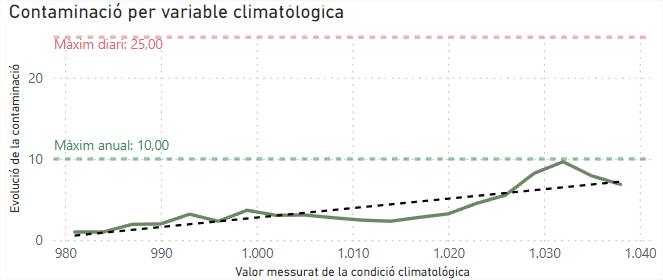 Contaminació per variable climatològica
Màxim diari: 25,00
20
Màxim anual: 10,00
10
0
Evolució de la contaminació
980
990
1.000
1.010
1.020
1.030
1.040
Valor messurat de la condició climatológica